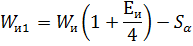 Wи1 = Wи (1 + Eи/4) − Sα